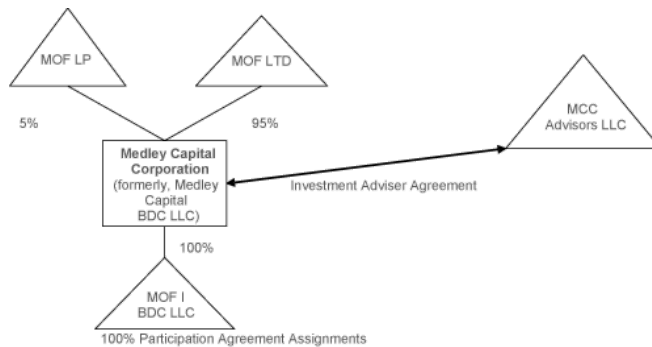 MOF LP
MOF LTD
MCC
Advisors LLC
5%
95%
Medley Capital
Corporation
(formerly, Medley
Capital
BDC LLC)
Investment Adviser Agreement
100%
MOF I
BDC LLC
100% Participation Agreement Assignments